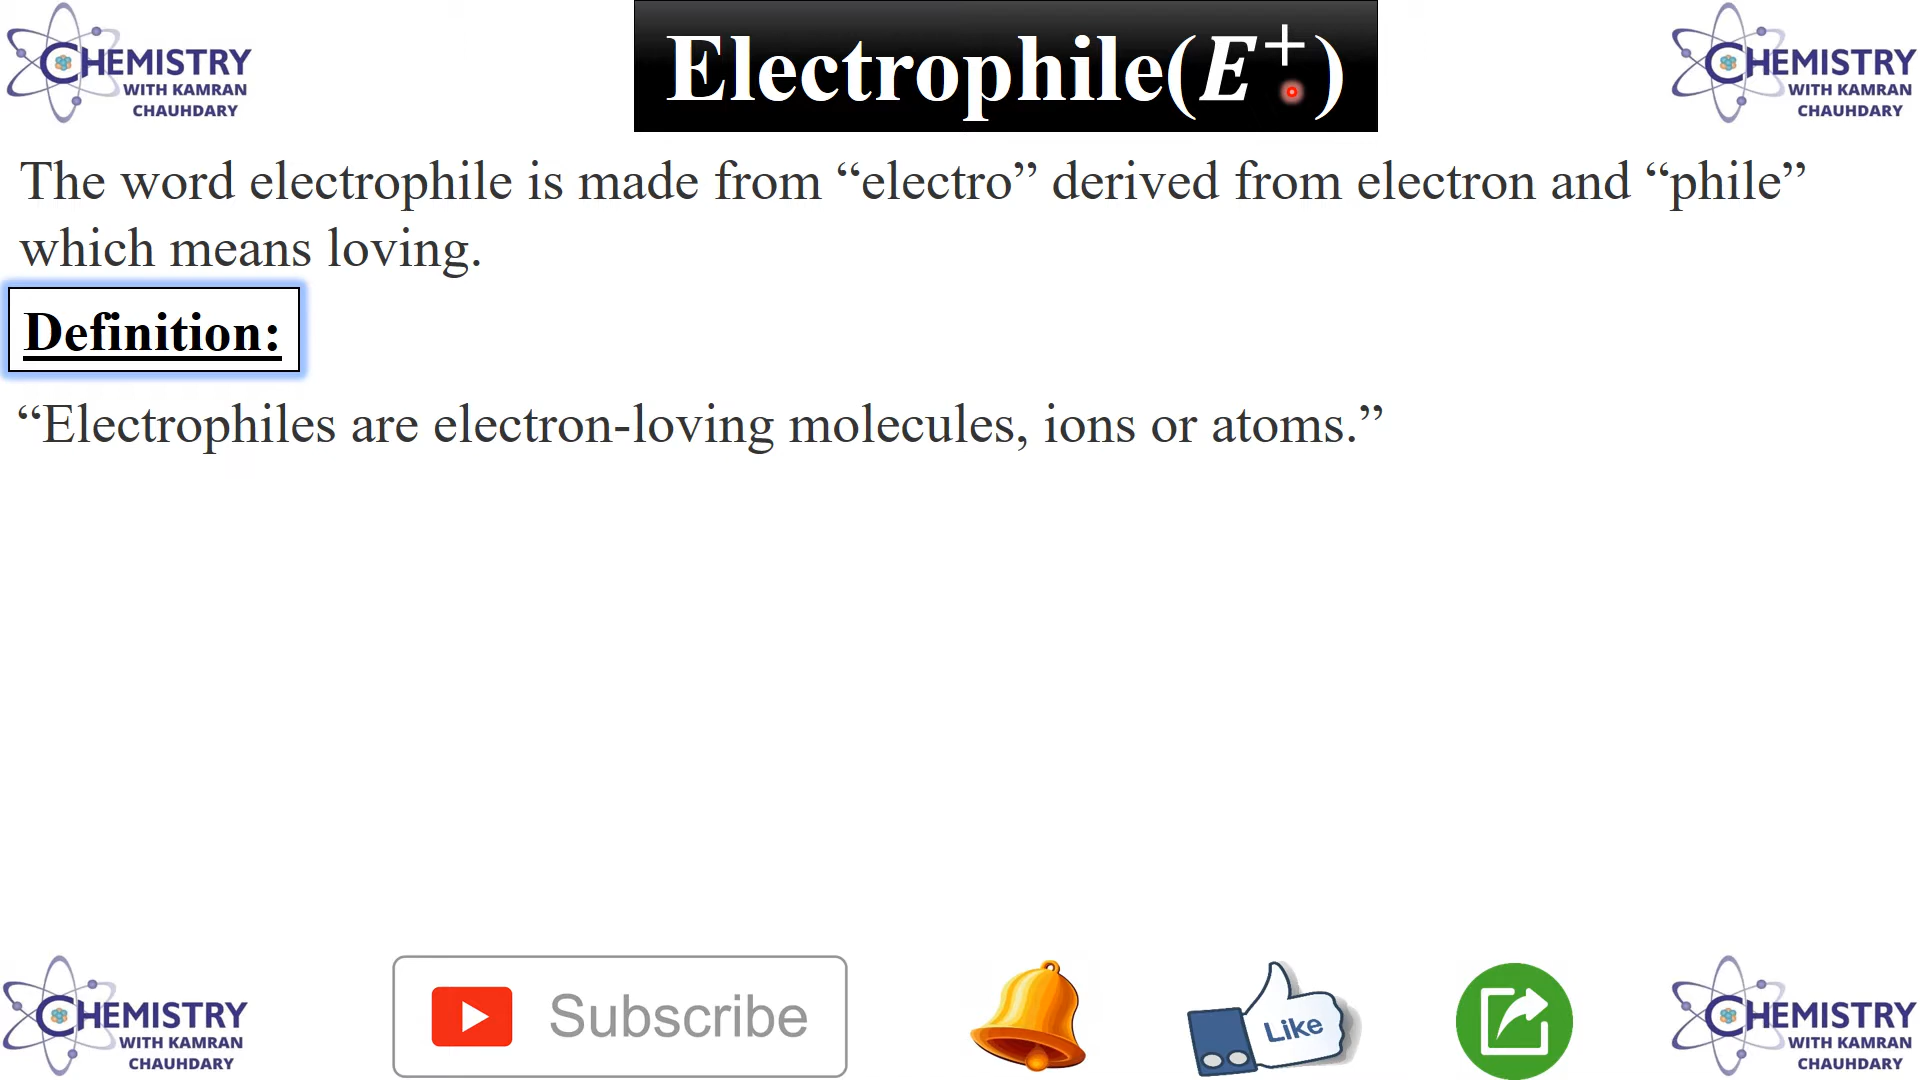 CHEMISTRY
WITH KAMRAN
CHAUHDARY
Electrophile(E+)
CHEMISTRY
WITH KAMRAN
CHAUHDARY
The word electrophile is made from “electro” derived from electron and “phile”
which means loving.
Definition:
“Electrophiles are electron-loving molecules, ions or atoms.”
CHEMISTRY
WITH KAMRAN
CHAUHDARY
Subscribe
Like
CHEMISTRY
WITH KAMRAN
CHAUHDARY